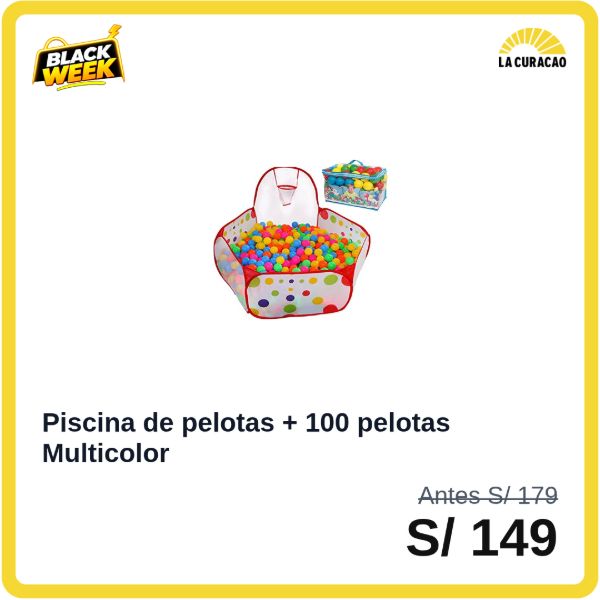 BLACK
WEEK
LA CURACAO
Piscina de pelotas + 100 pelotas
Multicolor
Antes S/ 179
S/ 149